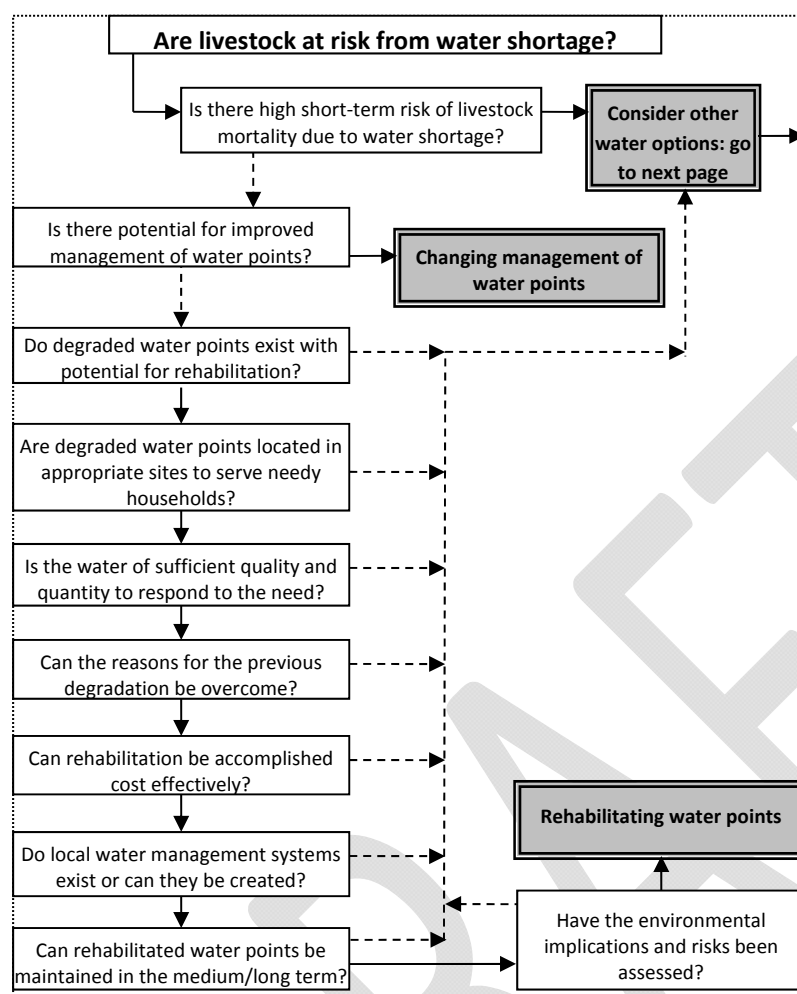 Are livestock at risk from water shortage?
Is there high short-term risk of livestock
mortality due to water shortage?
Consider other
water options: go
to next page
Is there potential for improved
management of water points?
Changing management of
water points
Do degraded water points exist with
potential for rehabilitation?
Are degraded water points located in
appropriate sites to serve needy
households?
Is the water of sufficient quality and
quantity to respond to the need?
Can the reasons for the previous
degradation be overcome?
Can rehabilitation be accomplished
cost effectively?
Rehabilitating water points
Do local water management systems
exist or can they be created?
Can rehabilitated water points be
maintained in the medium/long term?
Have the environmental
implications and risks been
assessed?